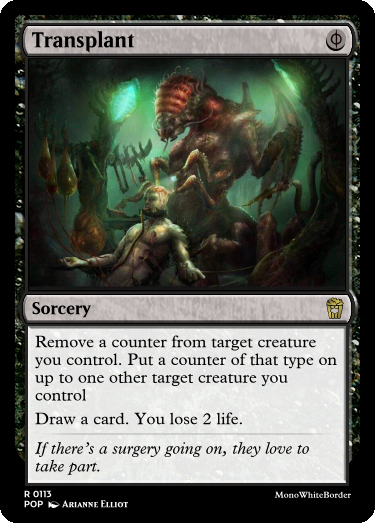 Transplant
Sorcery
Remove a counter from target creature
you control. Put a counter of that type on
up to one other target creature you
control
Draw a card. You lose 2 life.
If there's a surgery going on, they love to
take part.
R 0113
POP Arianne Elliot
MonoWhiteBorder